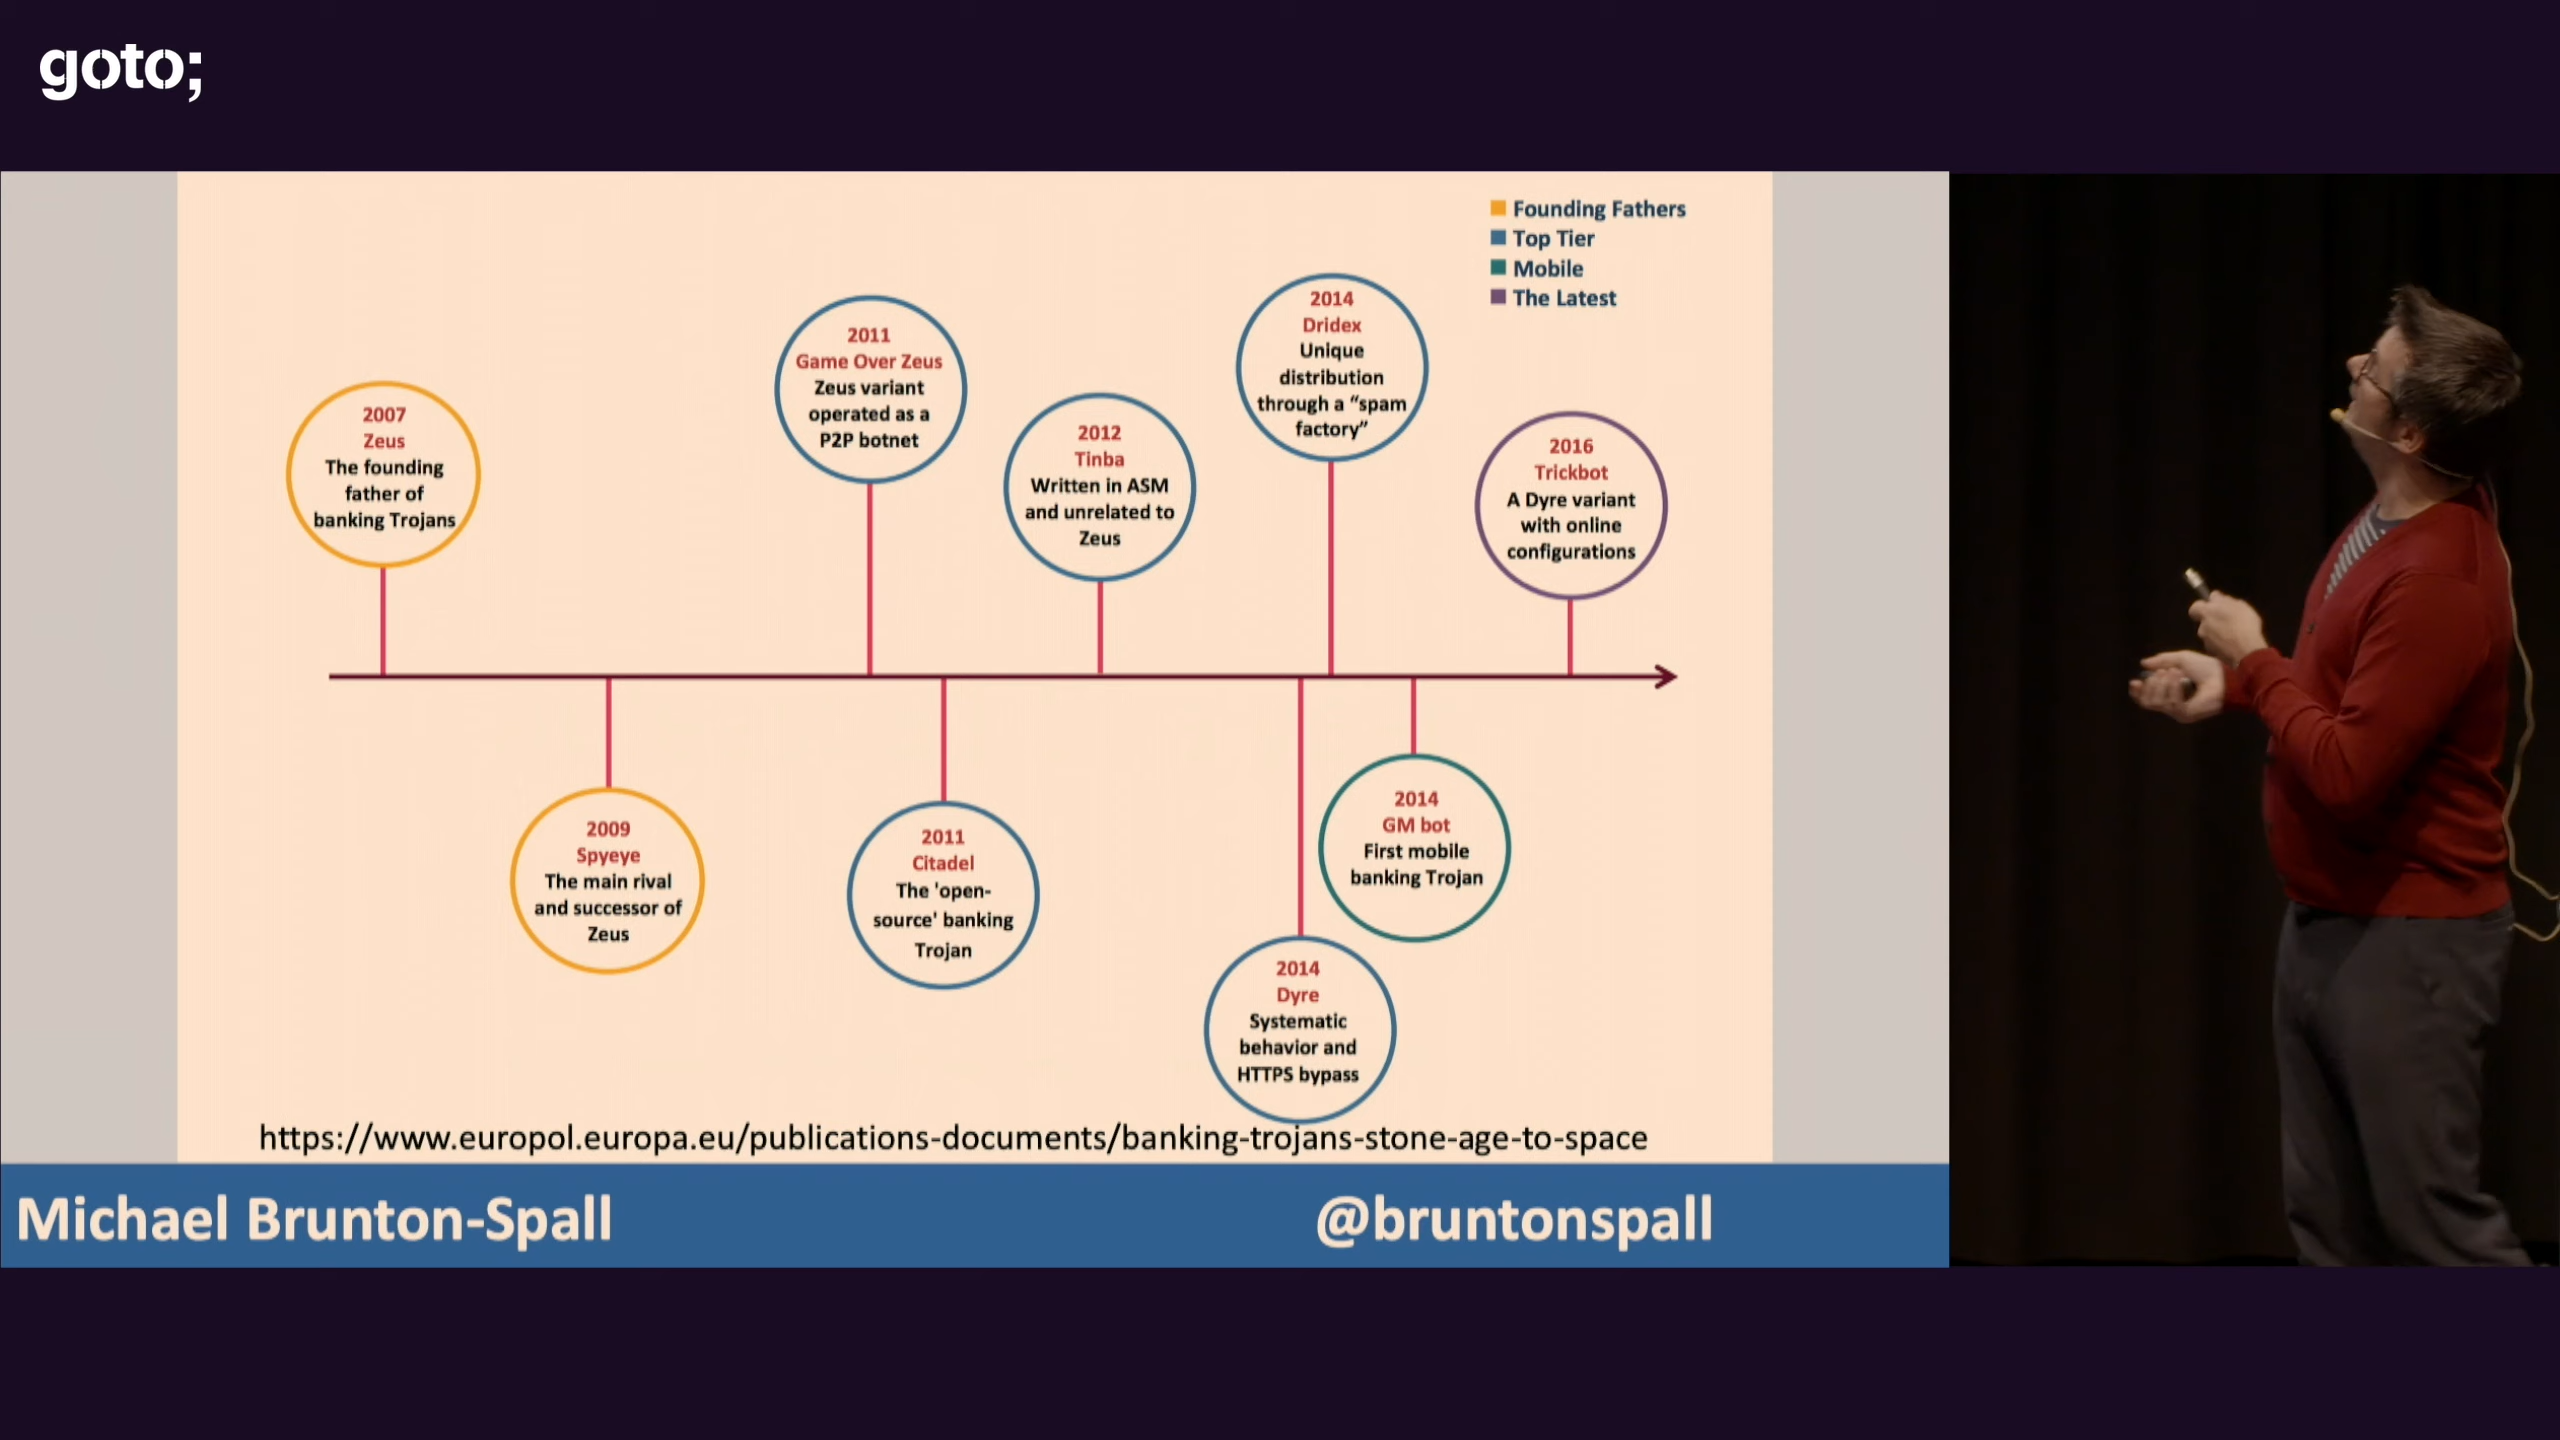 goto;
Founding Fathers
Top Tier
Mobile
The Latest
2007
Zeus
The founding
father of
banking Trojans
2009
Spyeye
The main rival
and successor of
Zeus
2011
Game Over Zeus
Zeus variant
operated as a
P2P botnet
2011
Citadel
The 'open-
source' banking
Trojan
2012
Tinba
Written in ASM
and unrelated to
Zeus
2014
Dyre
Systematic
behavior and
HTTPS bypass
2014
Dridex
Unique
distribution
through a “spam
factory”
2014
GM bot
First mobile
banking Trojan
2016
Trickbot
A Dyre variant
with online
configurations
https://www.europol.europa.eu/publications-documents/banking-trojans-stone-age-to-space
Michael Brunton-Spall
@bruntonspall